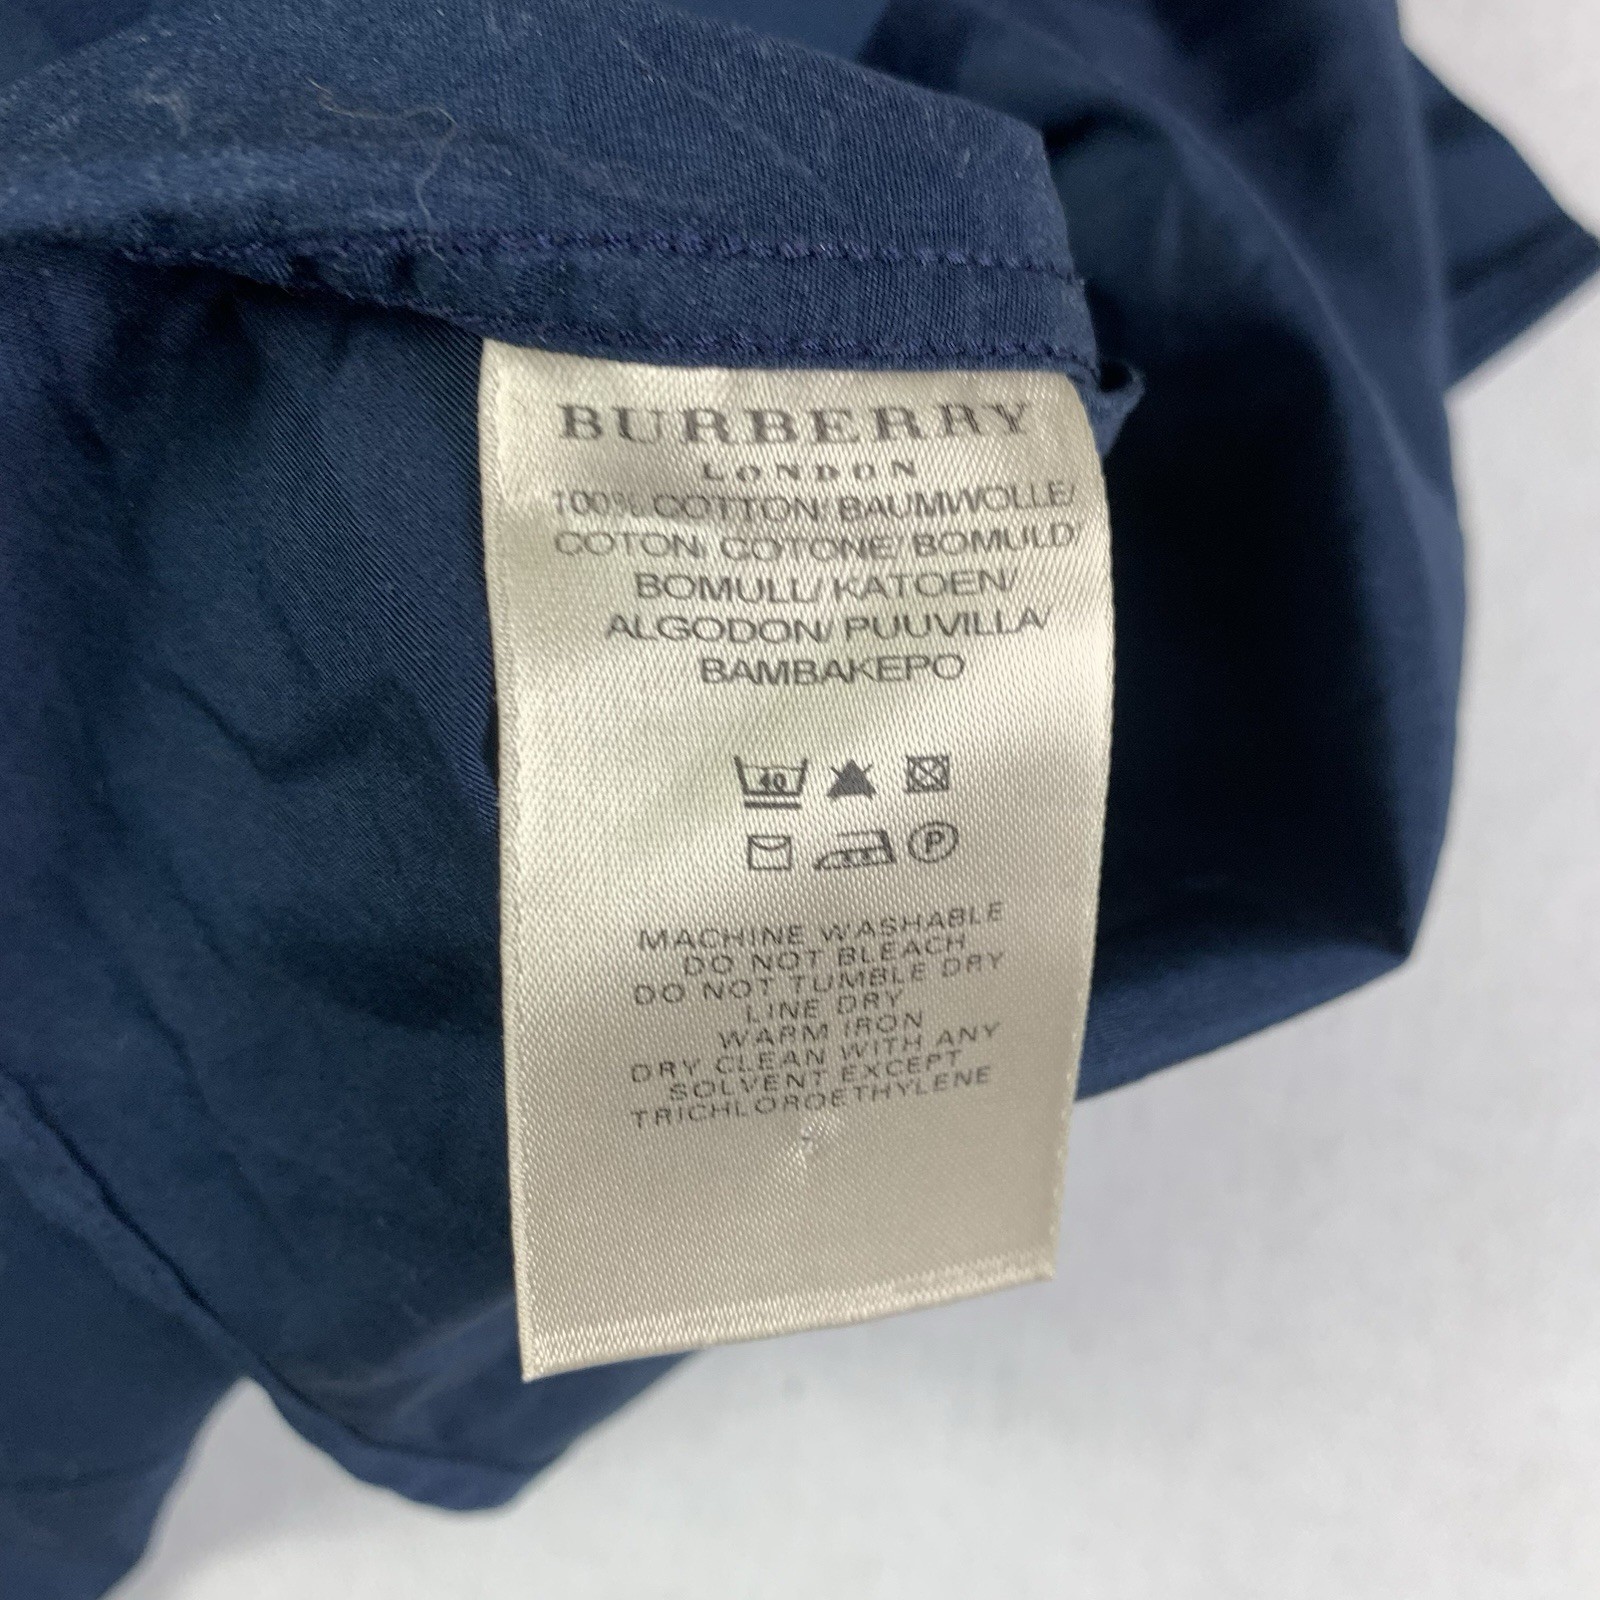 BURBERRY
LONDON
100% COTTON/ BAUMWOLLE/
COTON/ COTONE/ BOMULD/
BOMULL/ KATOEN/
ALGODON/ PUUVILLA/
BAMBAKEPO
40
P
MACHINE WASHABLE
DO NOT BLEACH
DO NOT TUMBLE DRY
LINE DRY
WARM IRON
DRY CLEAN WITH ANY
SOLVENT EXCEPT
TRICHLOROETHYLENE